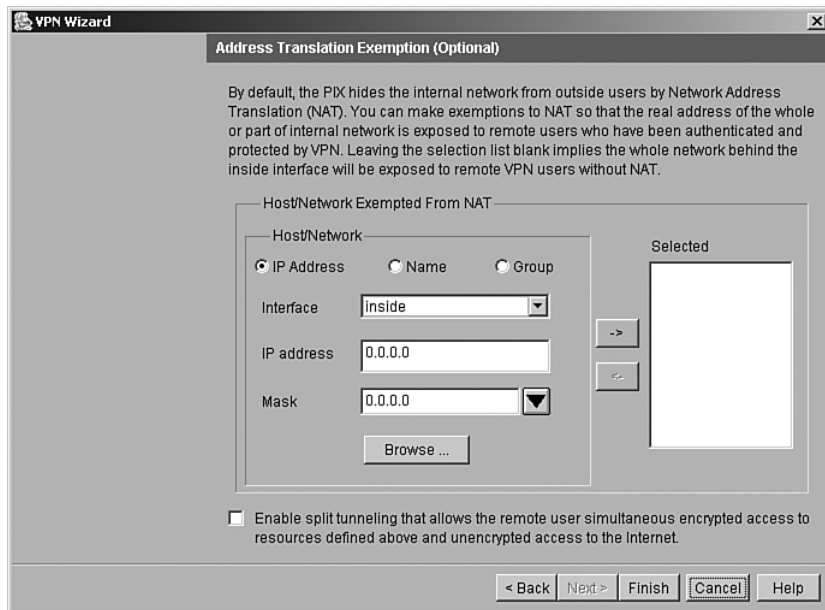 VPN Wizard
Address Translation Exemption (Optional)
By default, the PIX hides the internal network from outside users by Network Address
Translation (NAT). You can make exemptions to NAT so that the real address of the whole
or part of internal network is exposed to remote users who have been authenticated and
protected by VPN. Leaving the selection list blank implies the whole network behind the
inside interface will be exposed to remote VPN users without NAT.
Host/Network Exempted From NAT
Host/Network
IP Address Name Group
Interface inside
IP address 0.0.0.0
Mask 0.0.0.0
Browse ...
->
<-
Selected
Enable split tunneling that allows the remote user simultaneous encrypted access to
resources defined above and unencrypted access to the Internet.
< Back Next > Finish Cancel Help